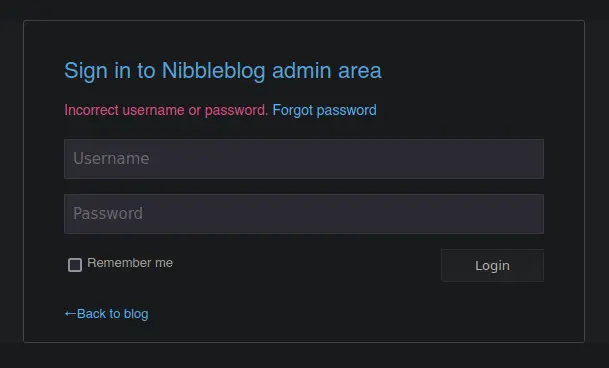 Sign in to Nibbleblog admin area
Incorrect username or password. Forgot password
Username
Password
Remember me
Login
←Back to blog